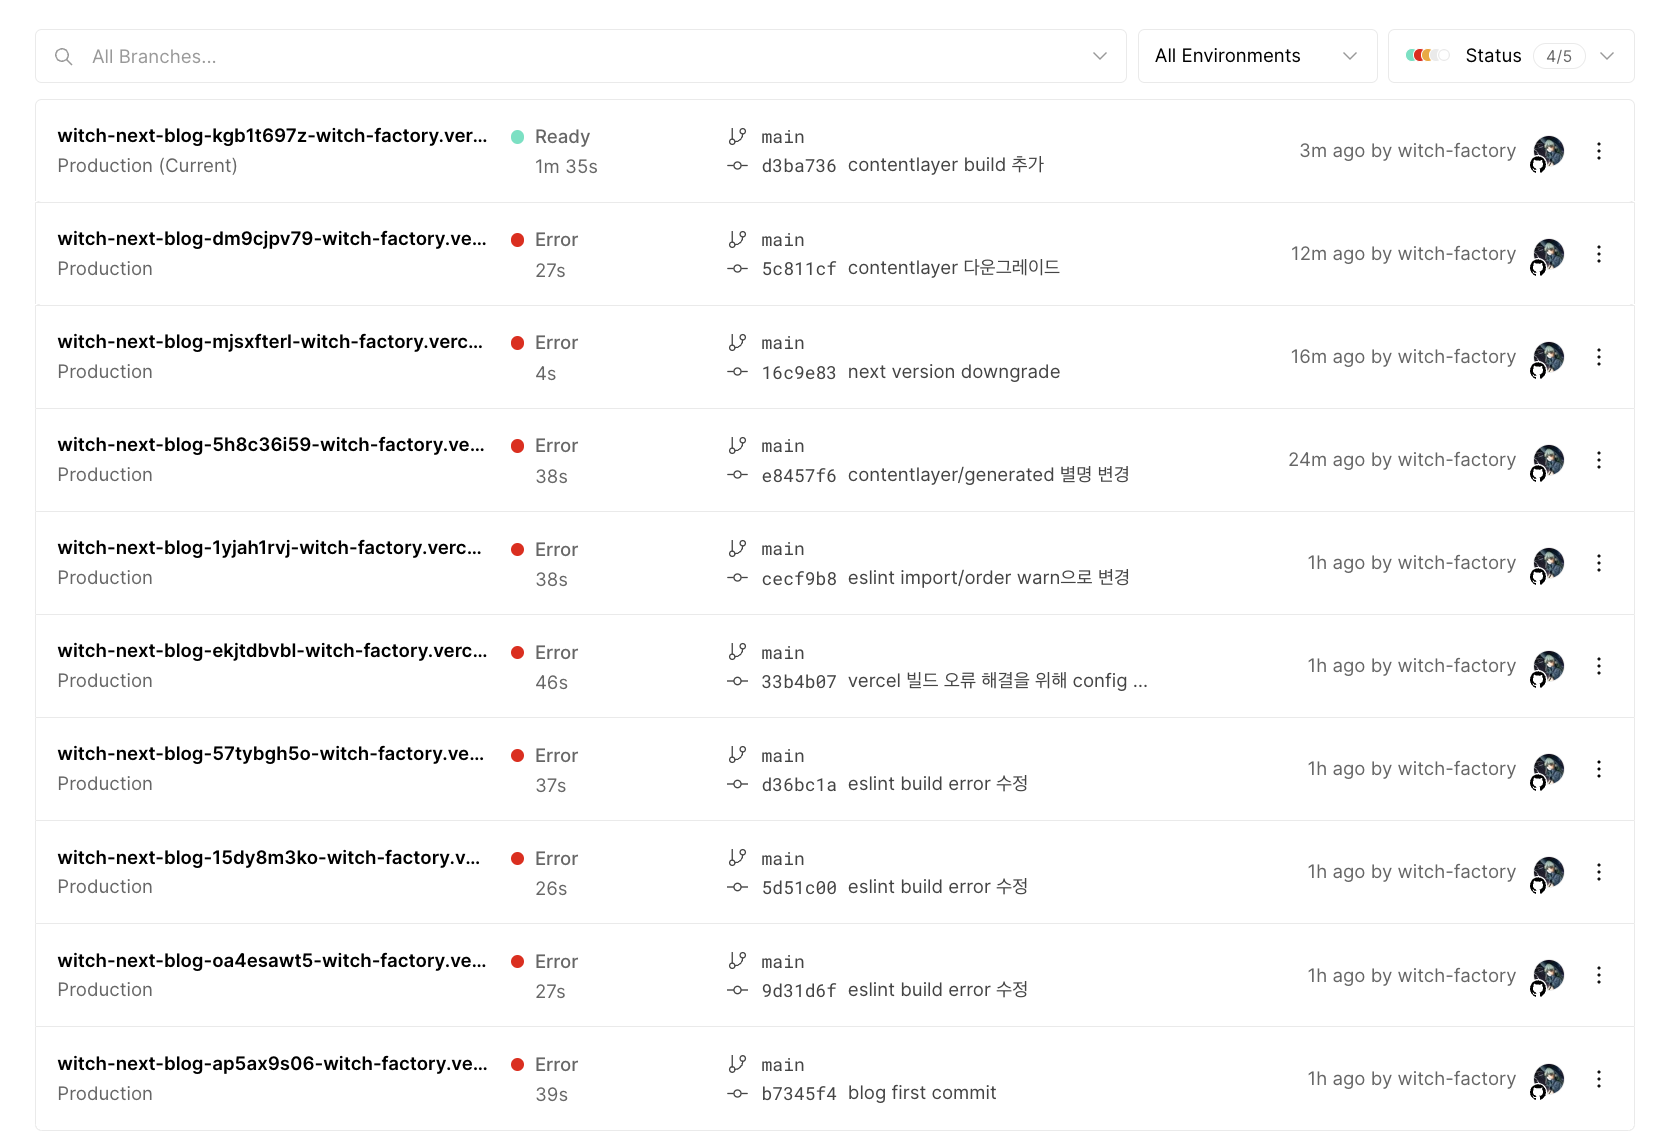 All Branches...
All Environments
Status 4/5
witch-next-blog-kgb1t697z-witch-factory.ver...
Production (Current)
Ready
1m 35s
main
d3ba736 contentlayer build 추가
3m ago by witch-factory
witch-next-blog-dm9cjpv79-witch-factory.ve...
Production
Error
27s
main
5c811cf contentlayer 다운그레이드
12m ago by witch-factory
witch-next-blog-mjsxfterl-witch-factory.verc...
Production
Error
4s
main
16c9e83 next version downgrade
16m ago by witch-factory
witch-next-blog-5h8c36i59-witch-factory.ve...
Production
Error
38s
main
e8457f6 contentlayer/generated 별명 변경
24m ago by witch-factory
witch-next-blog-1yjah1rvj-witch-factory.verc...
Production
Error
38s
main
cecf9b8 eslint import/order warn으로 변경
1h ago by witch-factory
witch-next-blog-ekjtdbvbl-witch-factory.verc...
Production
Error
46s
main
33b4b07 vercel 빌드 오류 해결을 위해 config ...
1h ago by witch-factory
witch-next-blog-57tybgh5o-witch-factory.ve...
Production
Error
37s
main
d36bc1a eslint build error 수정
1h ago by witch-factory
witch-next-blog-15dy8m3ko-witch-factory.v...
Production
Error
26s
main
5d51c00 eslint build error 수정
1h ago by witch-factory
witch-next-blog-oa4esawt5-witch-factory.ve...
Production
Error
27s
main
9d31d6f eslint build error 수정
1h ago by witch-factory
witch-next-blog-ap5ax9s06-witch-factory.ve...
Production
Error
39s
main
b7345f4 blog first commit
1h ago by witch-factory